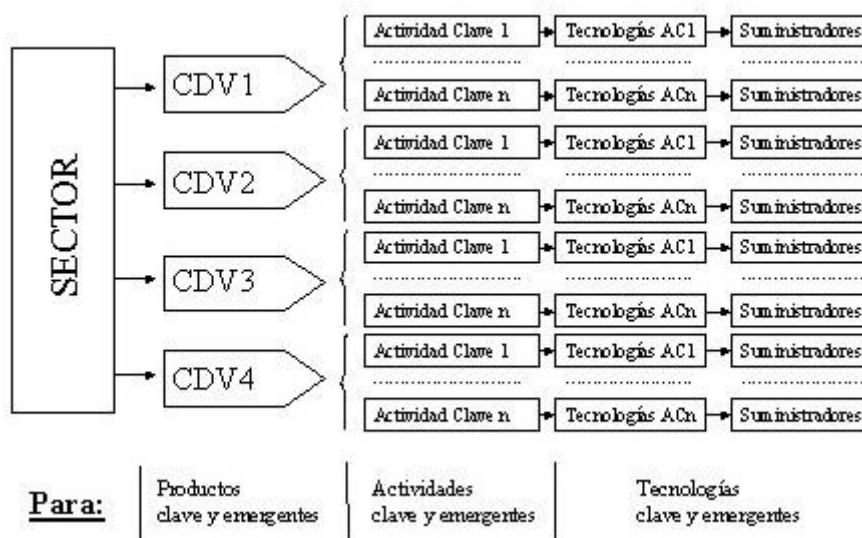 SECTOR
CDV1
Actividad Clave 1 Tecnologías AC1 Suministradores
Actividad Clave n Tecnologías ACn Suministradores
CDV2
Actividad Clave 1 Tecnologías AC1 Suministradores
Actividad Clave n Tecnologías ACn Suministradores
CDV3
Actividad Clave 1 Tecnologías AC1 Suministradores
Actividad Clave n Tecnologías ACn Suministradores
CDV4
Actividad Clave 1 Tecnologías AC1 Suministradores
Actividad Clave n Tecnologías ACn Suministradores
Para:
Productos
clave y emergentes
Actividades
clave y emergentes
Tecnologías
clave y emergentes